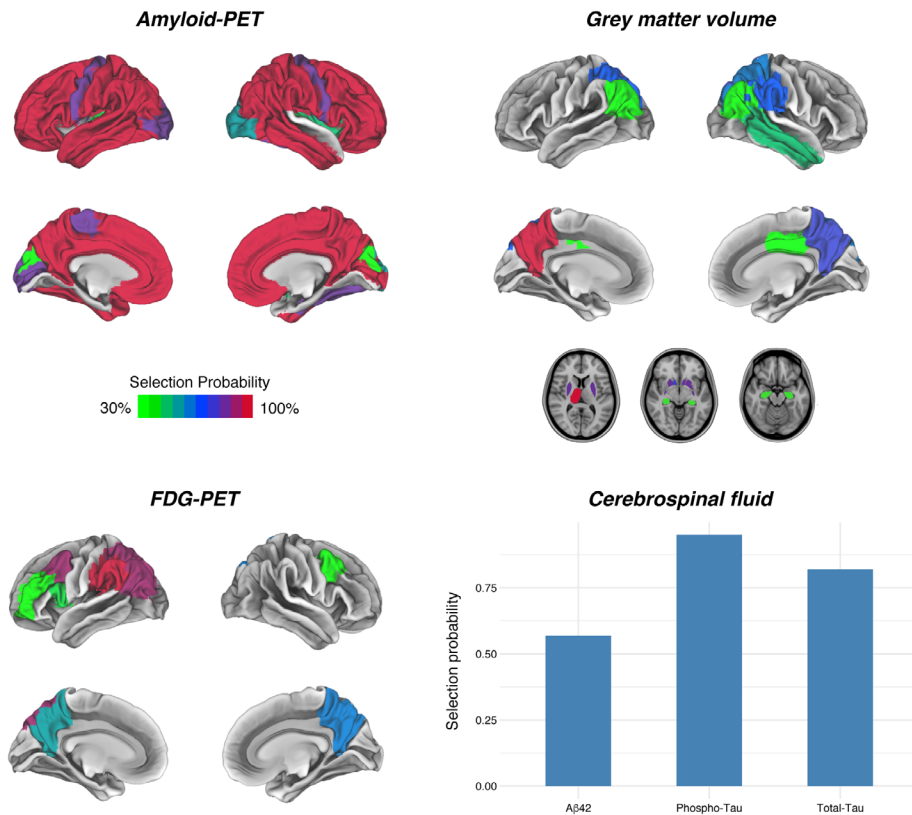 Amyloid-PET
Grey matter volume
Selection Probability
30%
100%
FDG-PET
Cerebrospinal fluid
Selection probability
0.75
0.50
0.25
0.00
Aβ42
Phospho-Tau
Total-Tau